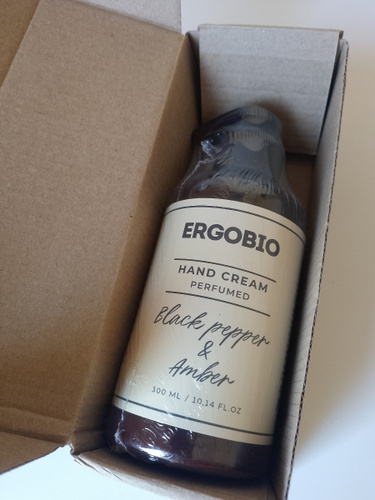 ERGOBIO
HAND CREAM
PERFUMED
Black pepper
&
Amber
300 ML / 10,14 FL.OZ